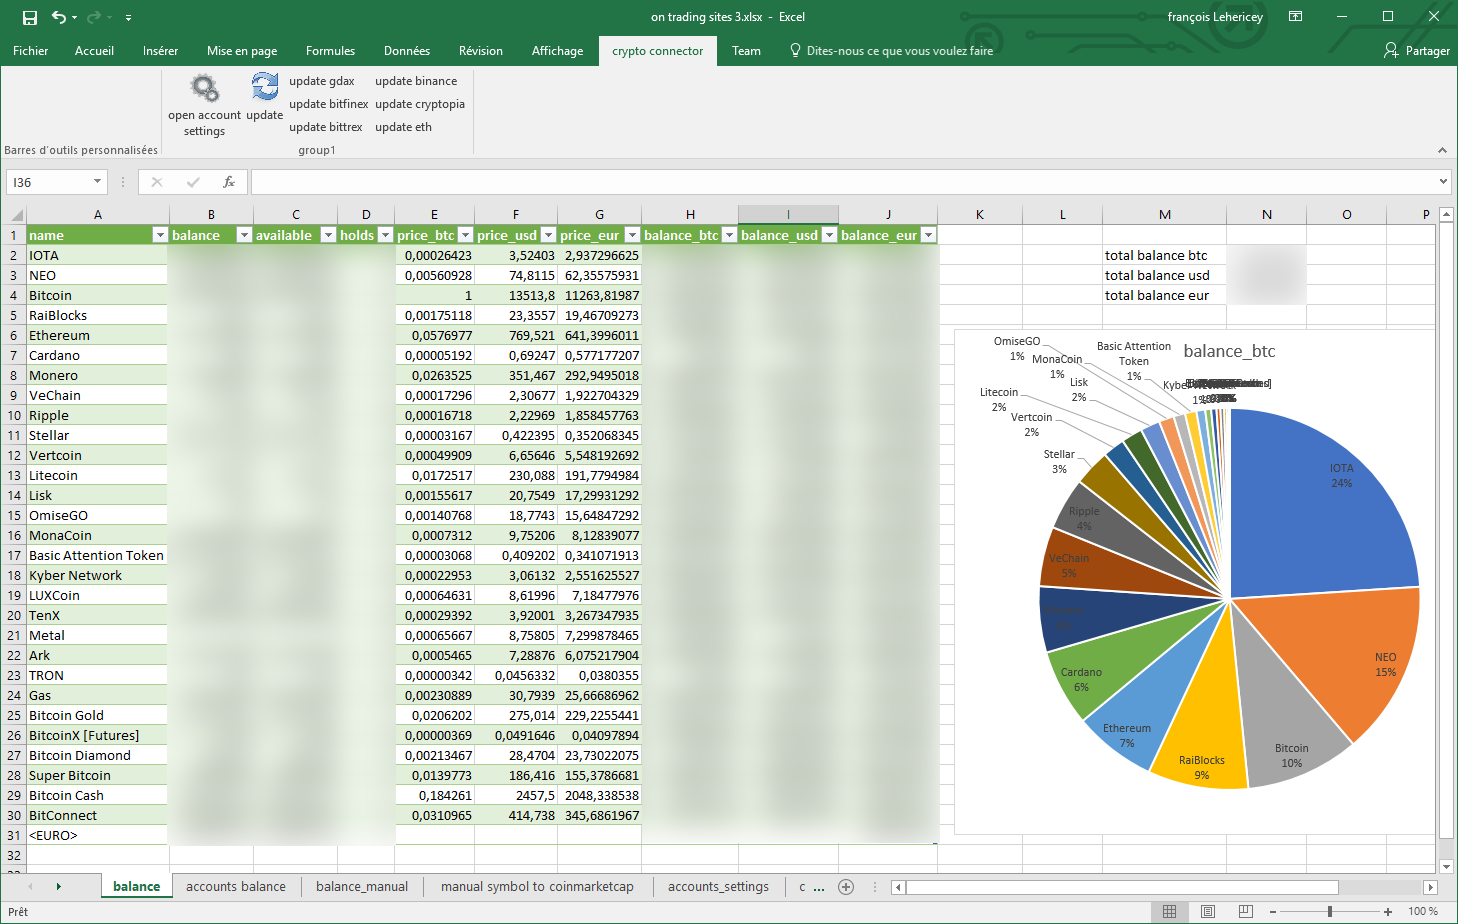 on trading sites 3.xlsx - Excel
françois Lehericey
Fichier Accueil Insérer Mise en page Formules Données Révision Affichage crypto connector Team Dites-nous ce que vous voulez faire Partager
open account settings
update
update gdax update binance
update bitfinex update cryptopia
update bittrex update eth
Barres d'outils personnalisées group1
I36 fx
A B C D E F G H I J K L M N O P
1 name balance available holds price_btc price_usd price_eur balance_btc balance_usd balance_eur
2 IOTA 0,00026423 3,52403 2,937296625 total balance btc
3 NEO 0,00560928 74,8115 62,35575931 total balance usd
4 Bitcoin 1 13513,8 11263,81987 total balance eur
5 RaiBlocks 0,00175118 23,3557 19,46709273
6 Ethereum 0,0576977 769,521 641,3996011
7 Cardano 0,00005192 0,69247 0,577177207
8 Monero 0,0263525 351,467 292,9495018
9 VeChain 0,00017296 2,30677 1,922704329
10 Ripple 0,00016718 2,22969 1,858457763
11 Stellar 0,00003167 0,422395 0,352068345
12 Vertcoin 0,00049909 6,65646 5,548192692
13 Litecoin 0,0172517 230,088 191,7794984
14 Lisk 0,00155617 20,7549 17,29931292
15 OmiseGO 0,00140768 18,7743 15,64847292
16 MonaCoin 0,0007312 9,75206 8,12839077
17 Basic Attention Token 0,00003068 0,409202 0,341071913
18 Kyber Network 0,00022953 3,06132 2,551625527
19 LUXCoin 0,00064631 8,61996 7,18477976
20 TenX 0,00029392 3,92001 3,267347935
21 Metal 0,00065667 8,75805 7,299878465
22 Ark 0,0005465 7,28876 6,075217904
23 TRON 0,00000342 0,0456332 0,0380355
24 Gas 0,00230889 30,7939 25,66686962
25 Bitcoin Gold 0,0206202 275,014 229,2255441
26 BitcoinX [Futures] 0,00000369 0,0491646 0,04097894
27 Bitcoin Diamond 0,00213467 28,4704 23,73022075
28 Super Bitcoin 0,0139773 186,416 155,3786681
29 Bitcoin Cash 0,184261 2457,5 2048,338538
30 BitConnect 0,0310965 414,738 345,6861967
31 <EURO>
32
balance_btc
OmiseGO 1%
MonaCoin 1%
Basic Attention Token 1%
Lisk 2%
Litecoin 2%
Vertcoin 2%
Stellar 3%
Ripple 4%
VeChain 5%
Cardano 6%
Ethereum 7%
RaiBlocks 9%
Bitcoin 10%
NEO 15%
IOTA 24%
balance accounts balance balance_manual manual symbol to coinmarketcap accounts_settings c ...
Prêt 100 %